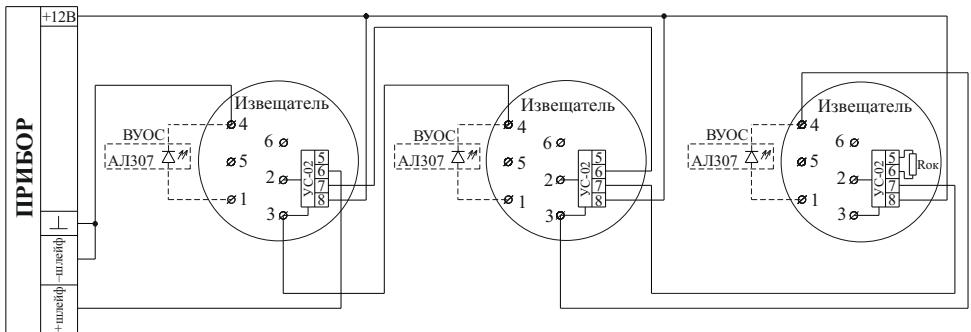 ПРИБОР
+12В
⊥
–шлейф
+шлейф
ВУОС
АЛ307
Извещатель
4
6
5
2
1
3
УС-02
5
6
7
8
ВУОС
АЛ307
Извещатель
4
6
5
2
1
3
УС-02
5
6
7
8
ВУОС
АЛ307
Извещатель
4
6
5
2
1
3
УС-02
5
6
7
8
Rок